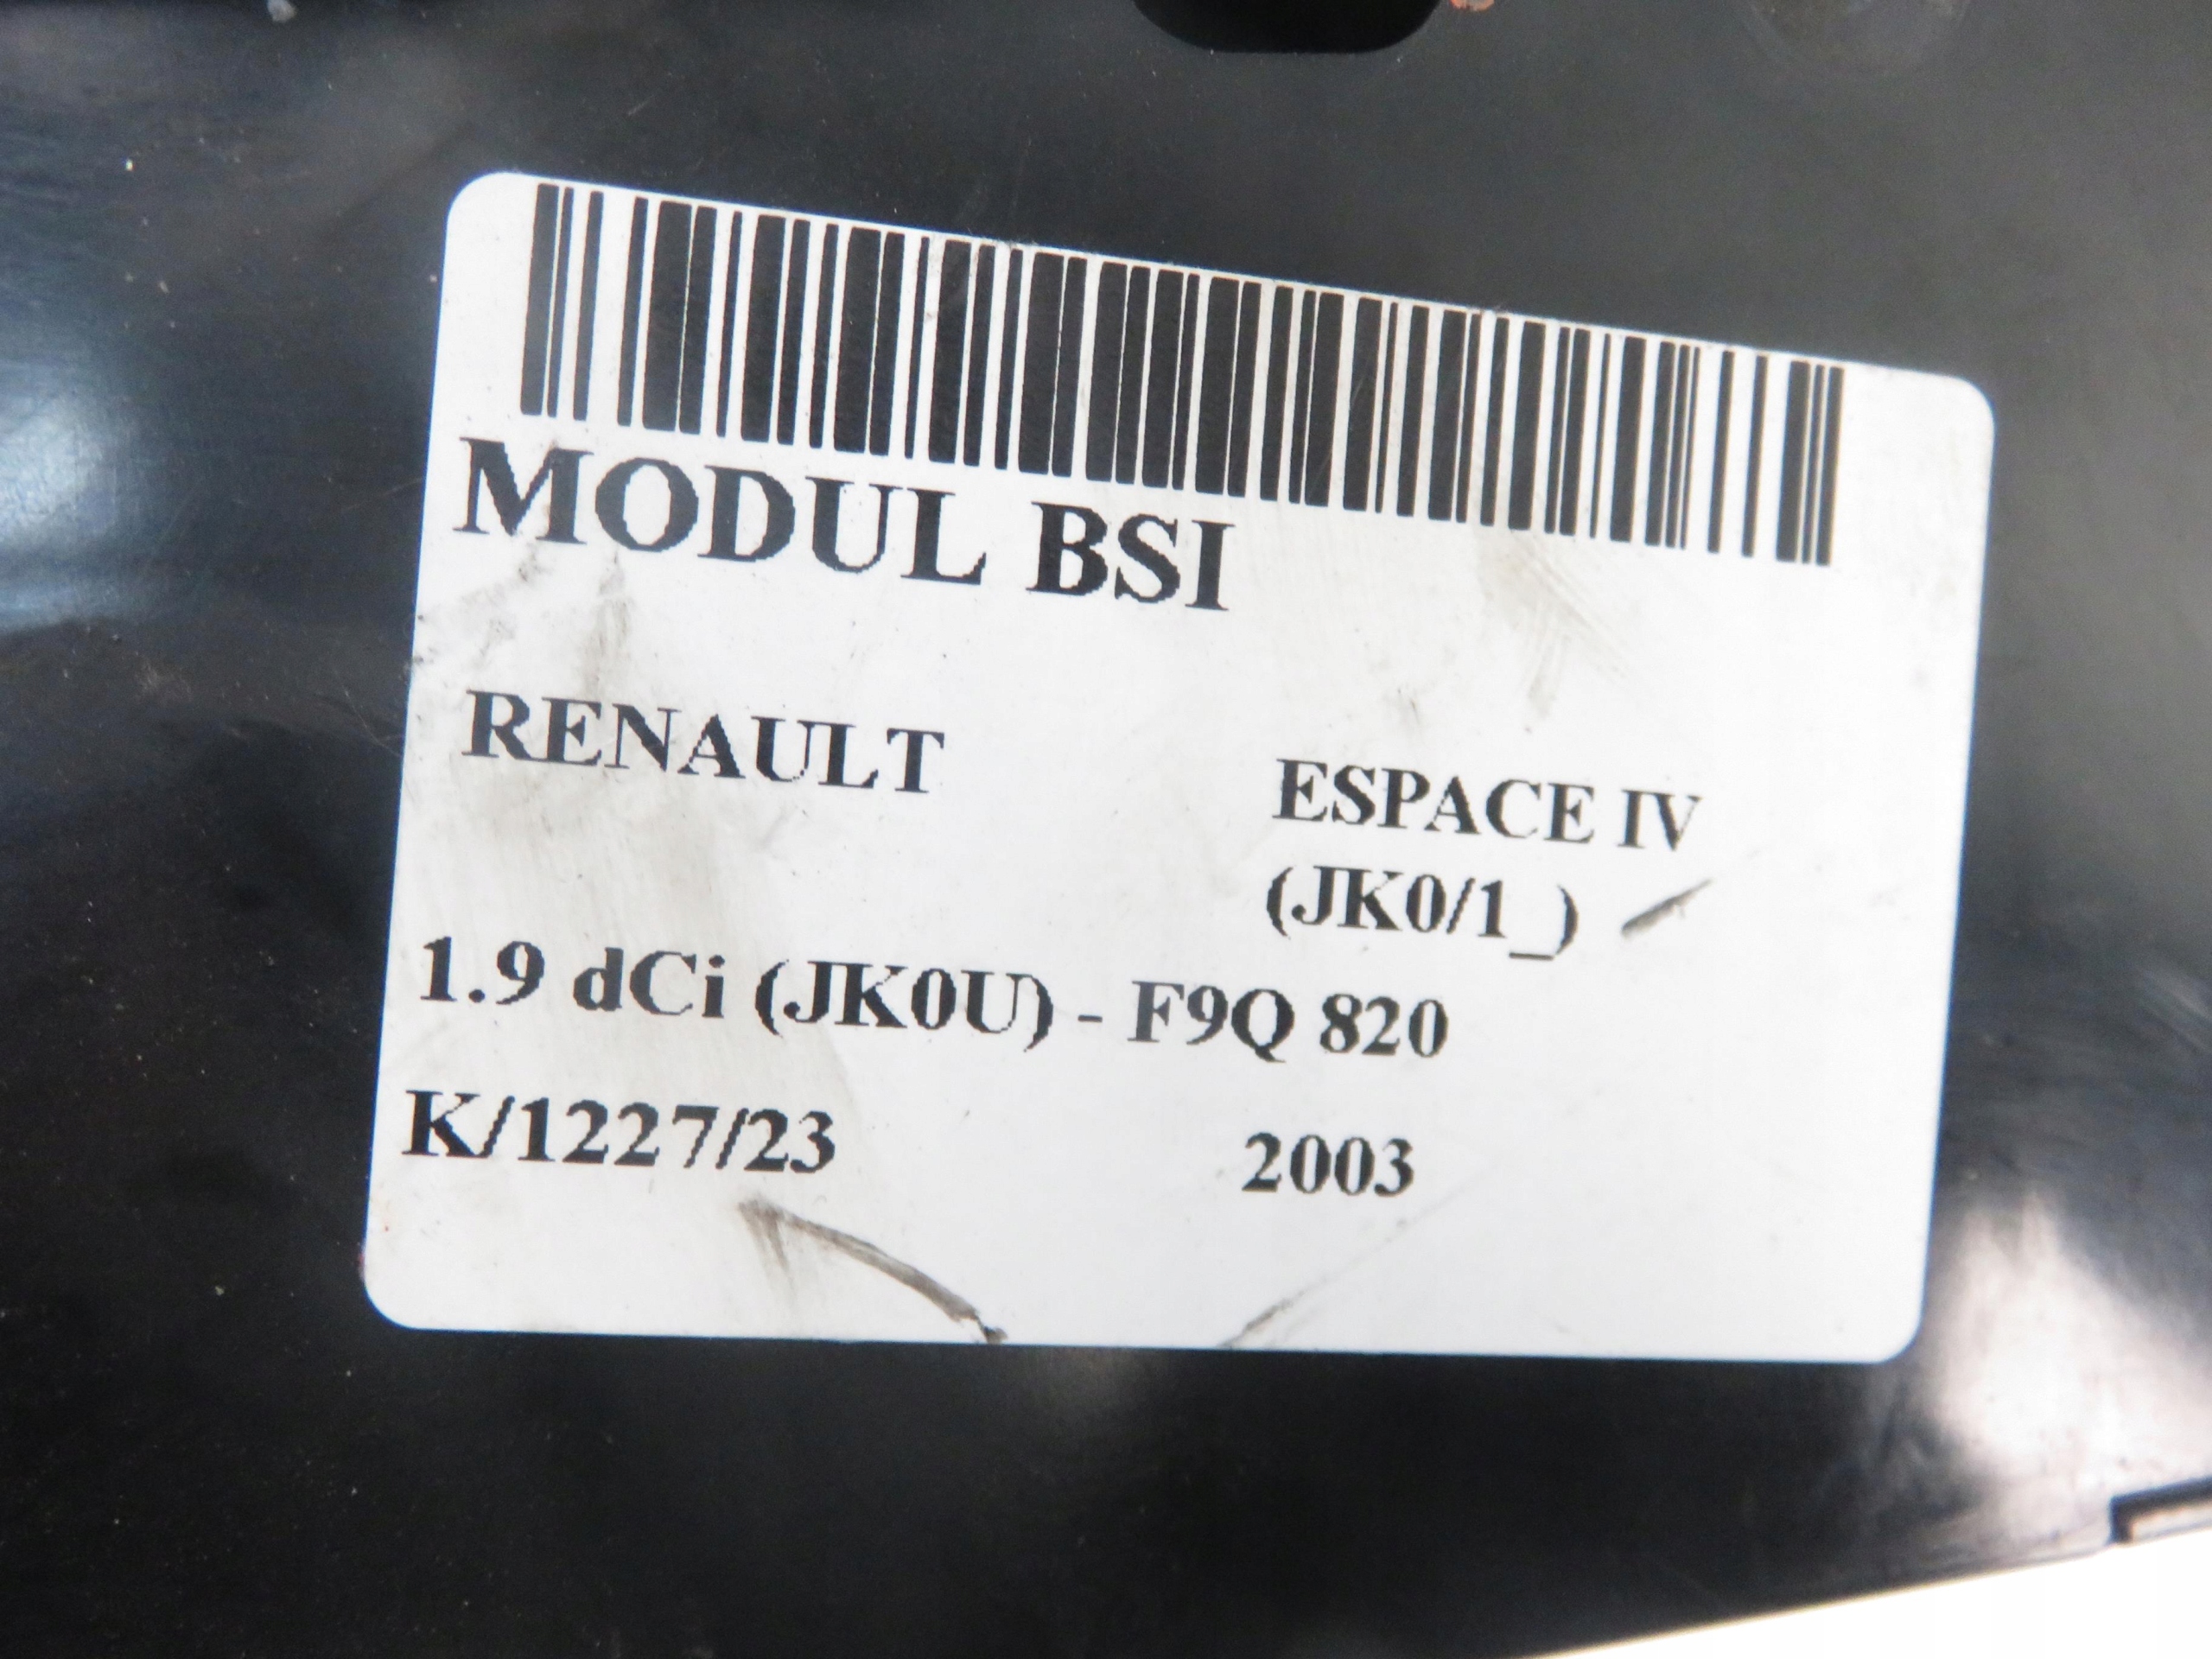 MODUL BSI
RENAULT
ESPACE IV
(JK0/1_)
1.9 dCi (JK0U) - F9Q 820
K/1227/23
2003